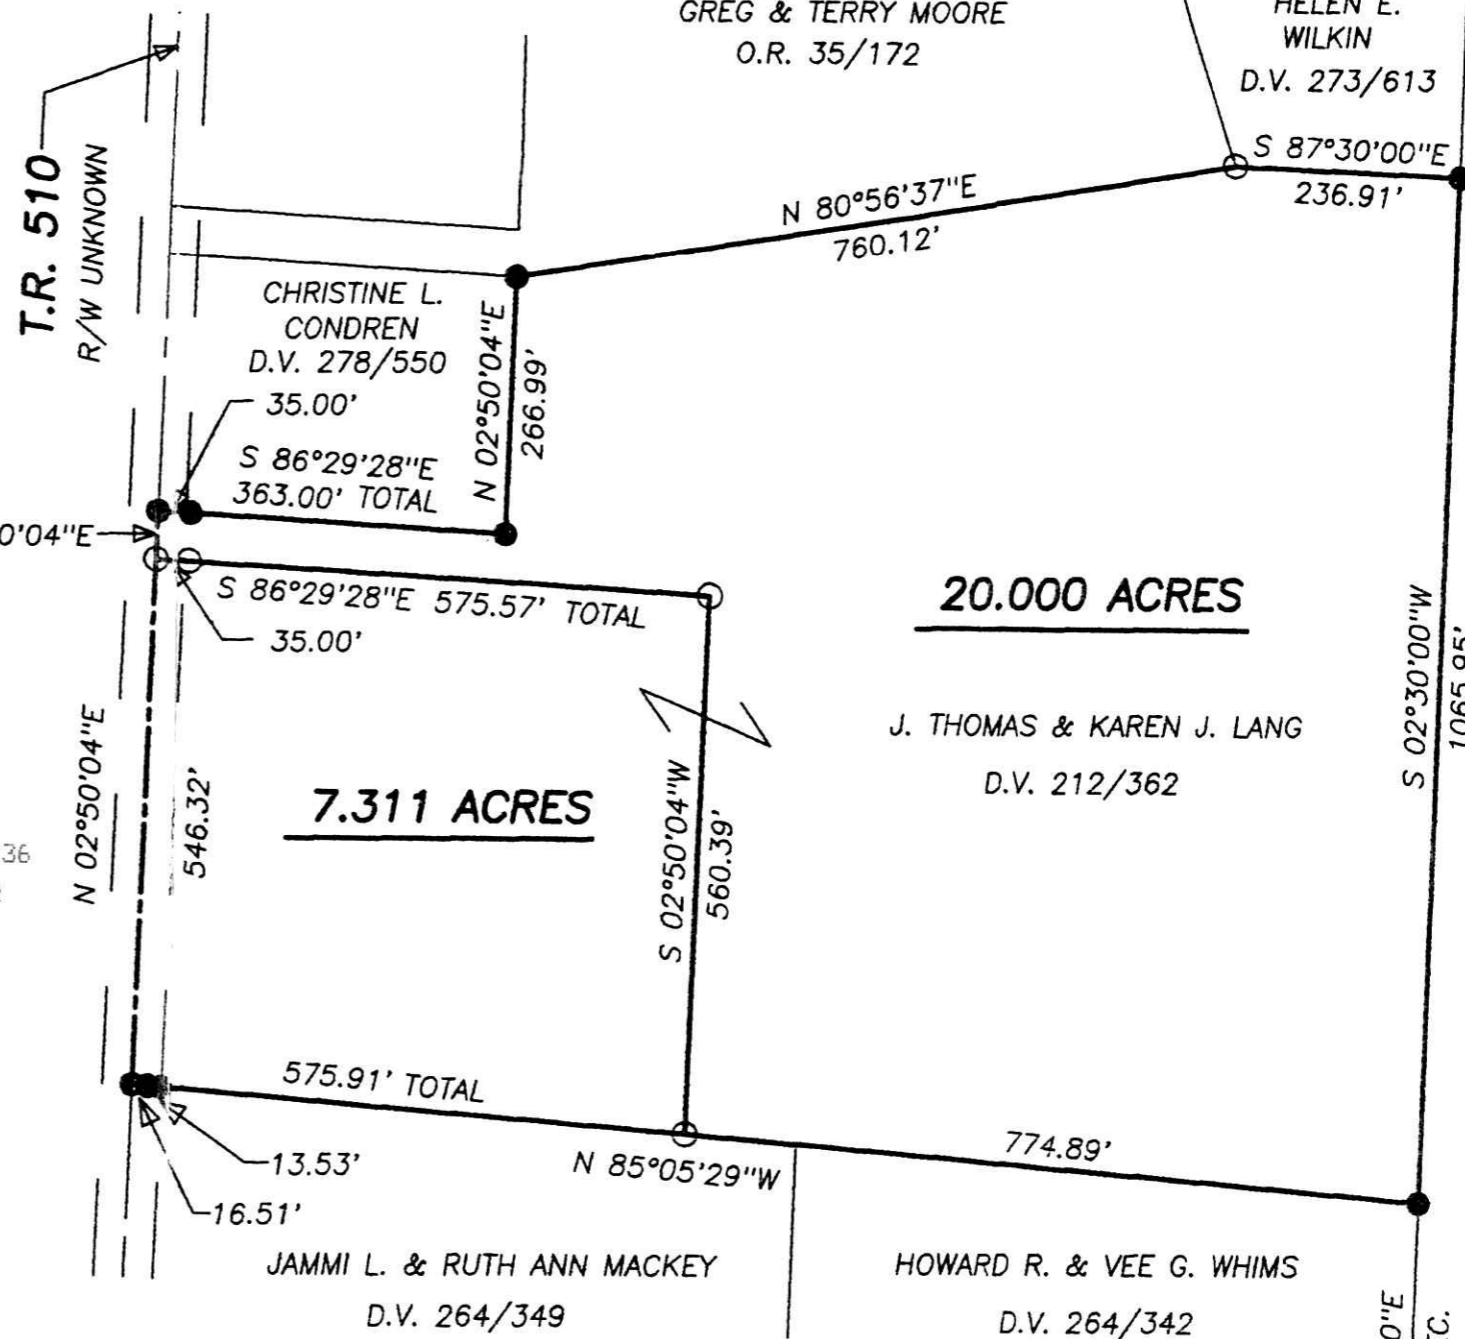 GREG & TERRY MOORE
O.R. 35/172
HELEN E.
WILKIN
D.V. 273/613
S 87°30'00"E
236.91'
T.R. 510
R/W UNKNOWN
N 80°56'37"E
760.12'
CHRISTINE L.
CONDREN
D.V. 278/550
35.00'
N 02°50'04"E
266.99'
S 86°29'28"E
363.00' TOTAL
0'04"E
S 86°29'28"E 575.57' TOTAL
35.00'
20.000 ACRES
J. THOMAS & KAREN J. LANG
D.V. 212/362
S 02°30'00"W
1065.95'
7.311 ACRES
N 02°50'04"E
546.32'
S 02°50'04"W
560.39'
36
575.91' TOTAL
774.89'
N 85°05'29"W
13.53'
16.51'
JAMMI L. & RUTH ANN MACKEY
D.V. 264/349
HOWARD R. & VEE G. WHIMS
D.V. 264/342
0"E